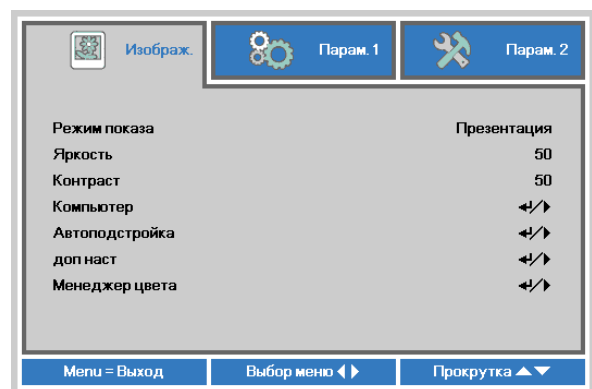 Изображ. Парам. 1 Парам. 2
Режим показа Презентация
Яркость 50
Контраст 50
Компьютер ↵/▶
Автоподстройка ↵/▶
доп наст ↵/▶
Менеджер цвета ↵/▶
Menu = Выход Выбор меню ◀▶ Прокрутка ▲▼